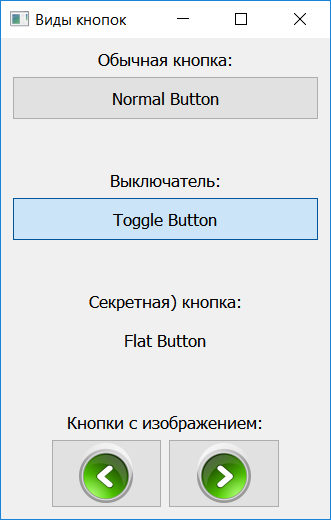 Виды кнопок
Обычная кнопка:
Normal Button
Выключатель:
Toggle Button
Секретная) кнопка:
Flat Button
Кнопки с изображением: